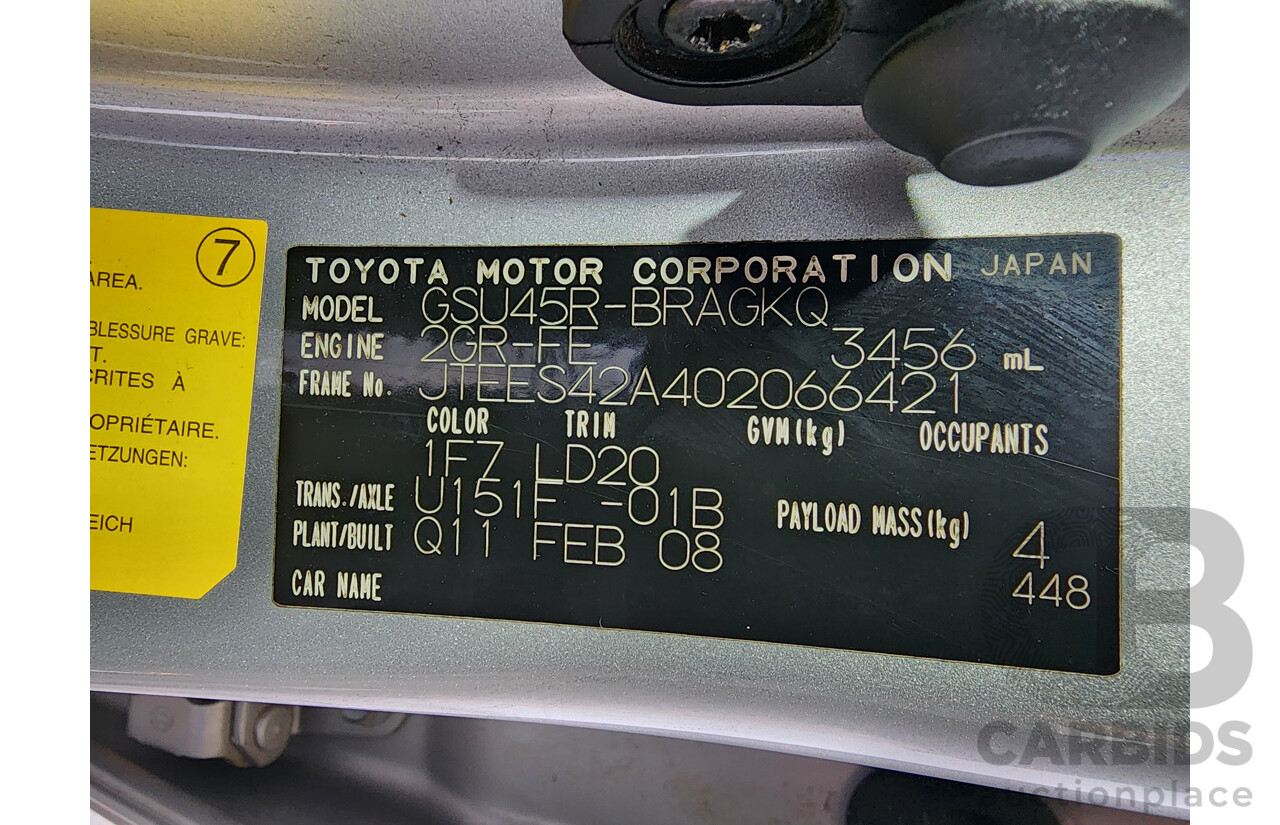 7
AREA.
BLESSURE GRAVE:
T.
CRITES À
OPRIÉTAIRE.
ETZUNGEN:
EICH
TOYOTA MOTOR CORPORATION JAPAN
MODEL GSU45R-BRAGKQ
ENGINE 2GR-FE 3456 mL
FRAME No. JTEES42A402066421
COLOR TRIM GVM(kg) OCCUPANTS
1F7 LD20
TRANS./AXLE U151F -01B PAYLOAD MASS(kg) 4
PLANT/BUILT Q11 FEB 08
CAR NAME 448
B
CARBIDS
auctionplace